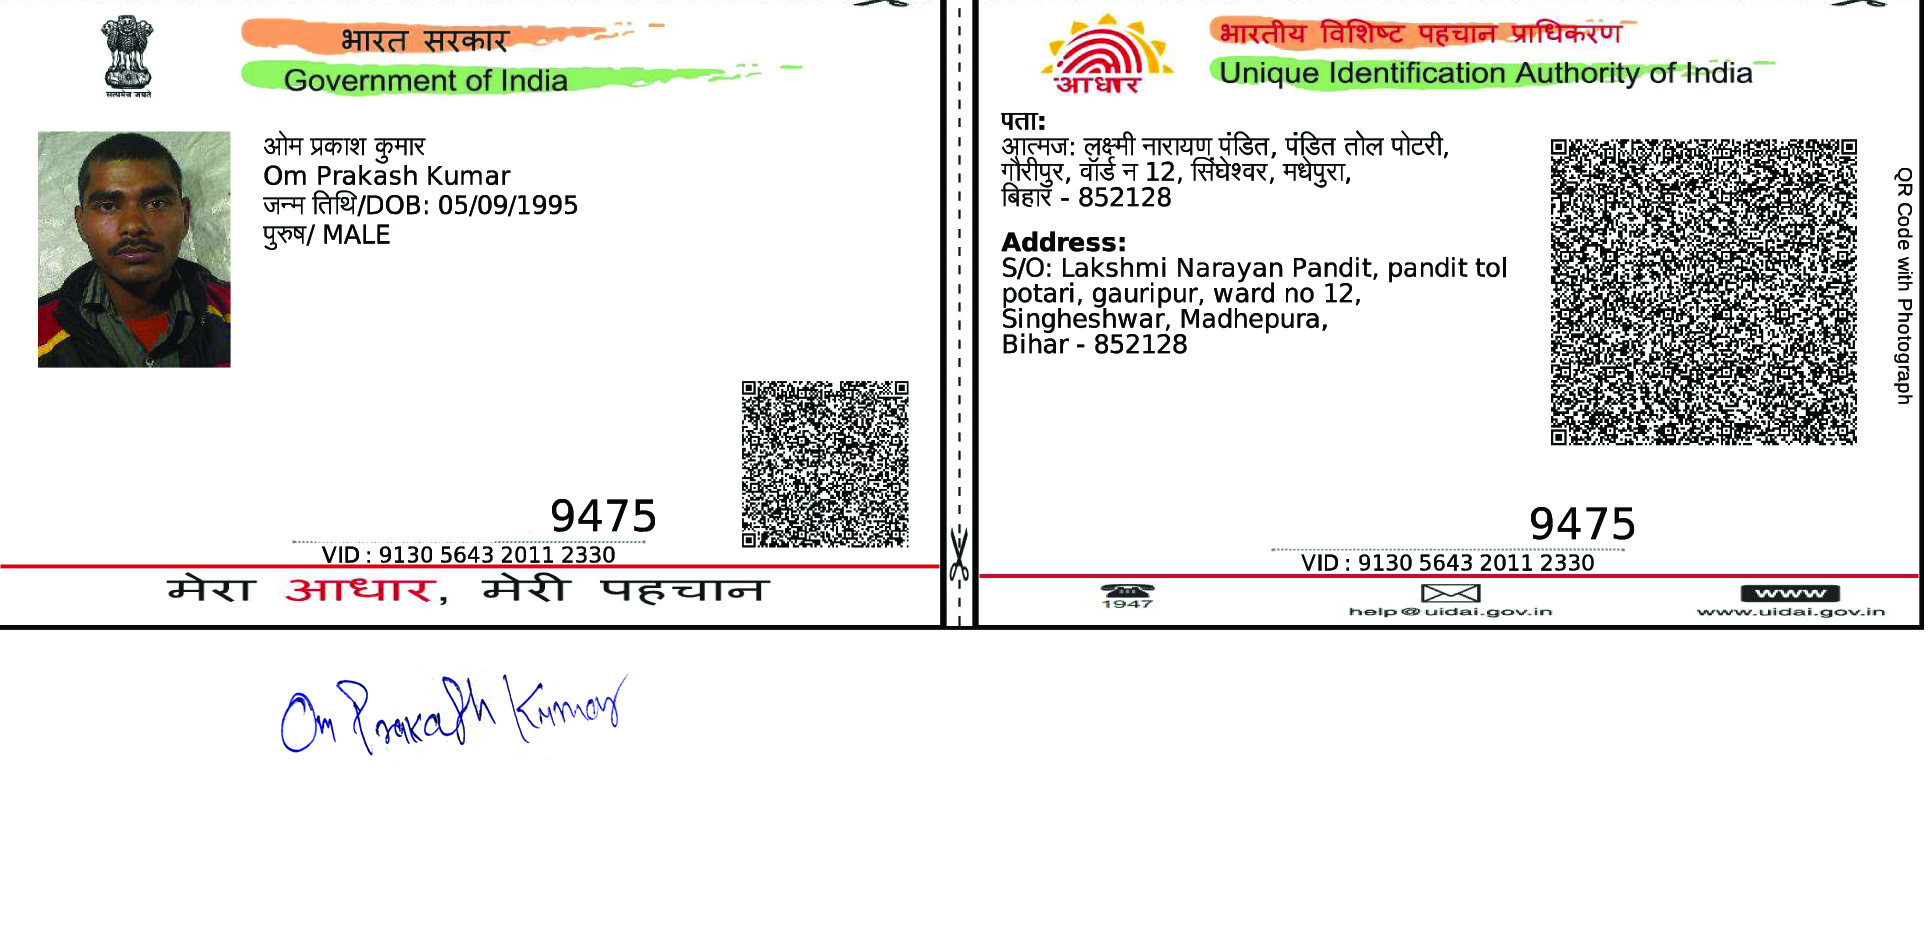 भारत सरकार
Government of India
सत्यमेव जयते
ओम प्रकाश कुमार
Om Prakash Kumar
जन्म तिथि/DOB: 05/09/1995
पुरुष/ MALE
9475
VID : 9130 5643 2011 2330
मेरा आधार, मेरी पहचान
आधार
भारतीय विशिष्ट पहचान प्राधिकरण
Unique Identification Authority of India
पता:
आत्मज: लक्ष्मी नारायण पंडित, पंडित तोल पोटरी,
गौरीपुर, वॉर्ड न 12, सिंघेश्वर, मधेपुरा,
बिहार - 852128
Address:
S/O: Lakshmi Narayan Pandit, pandit tol
potari, gauripur, ward no 12,
Singheshwar, Madhepura,
Bihar - 852128
QR Code with Photograph
9475
VID : 9130 5643 2011 2330
1947
help@uidai.gov.in
www
www.uidai.gov.in
Om Prakash Kumar